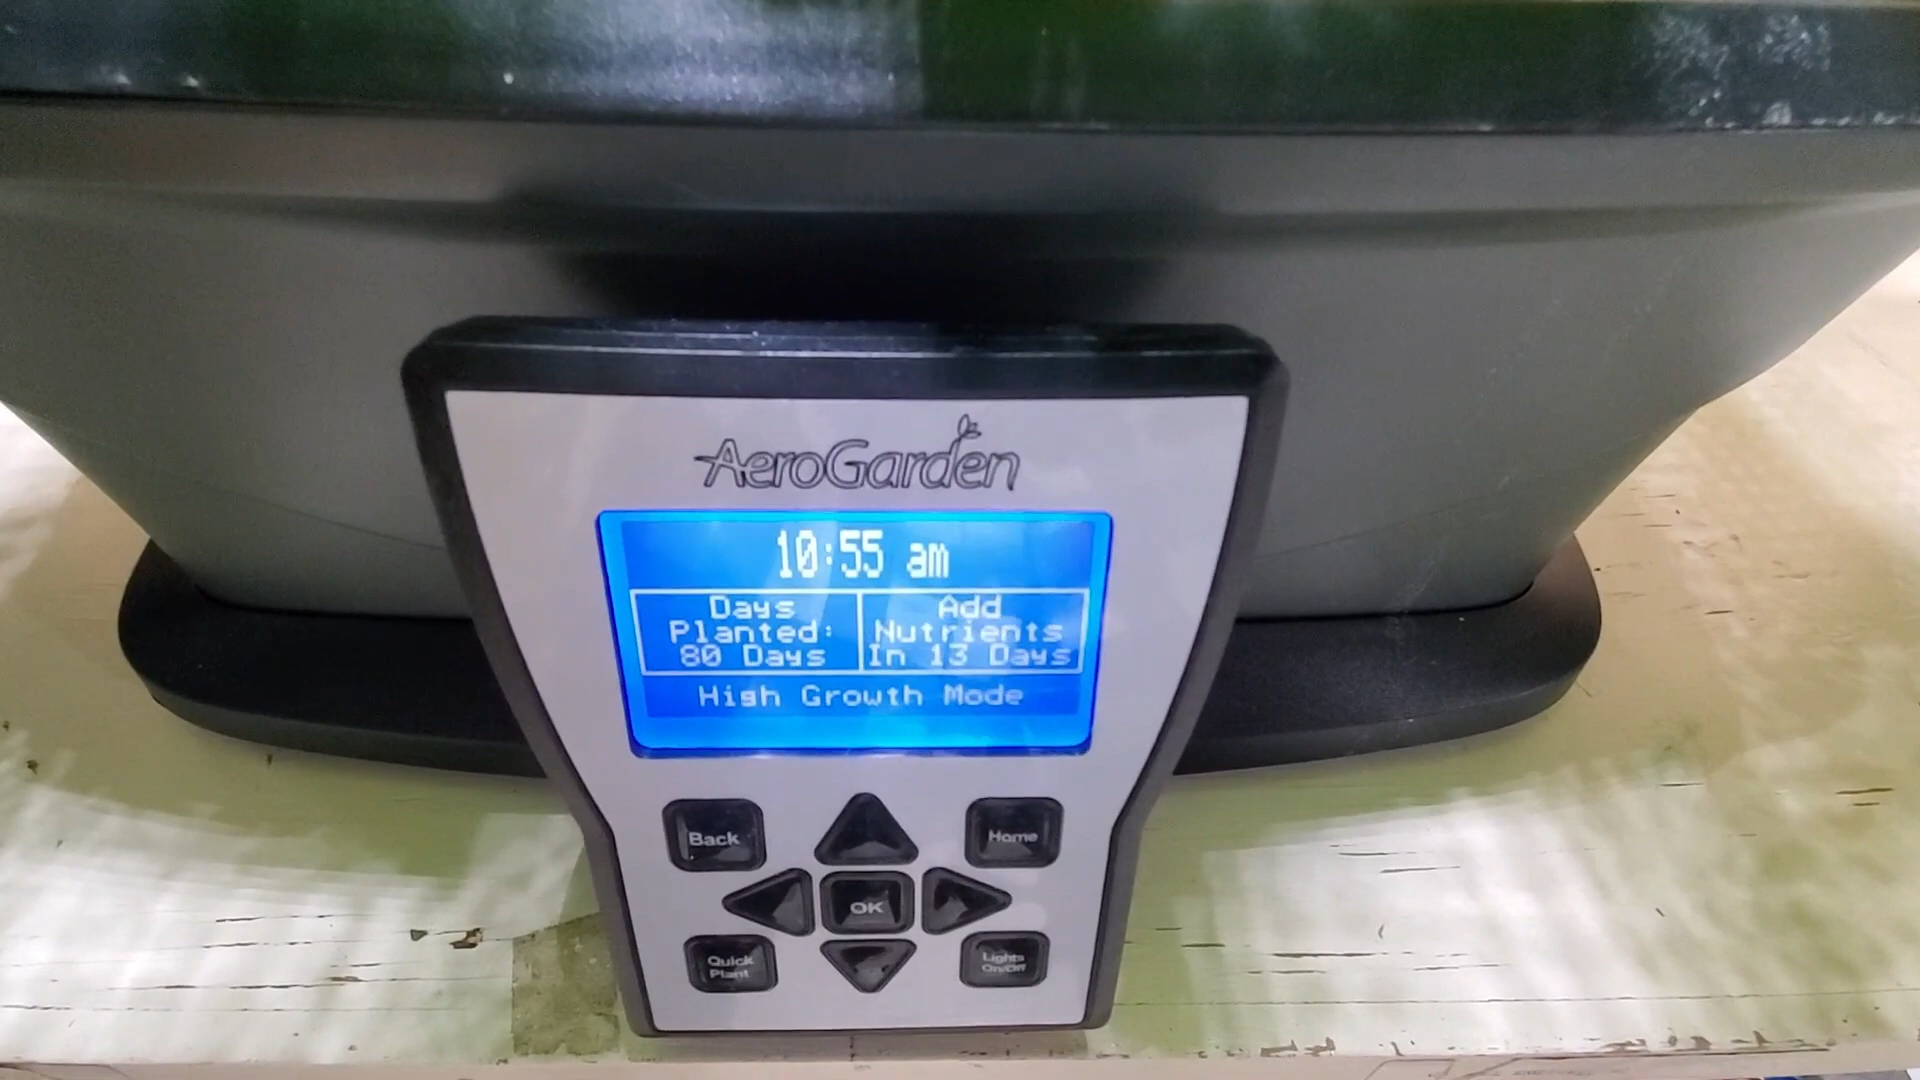 AeroGarden
10:55 am
Days
Planted:
80 Days
Add
Nutrients
In 13 Days
High Growth Mode
Back
Home
OK
Quick
Plant
Lights
On/Off